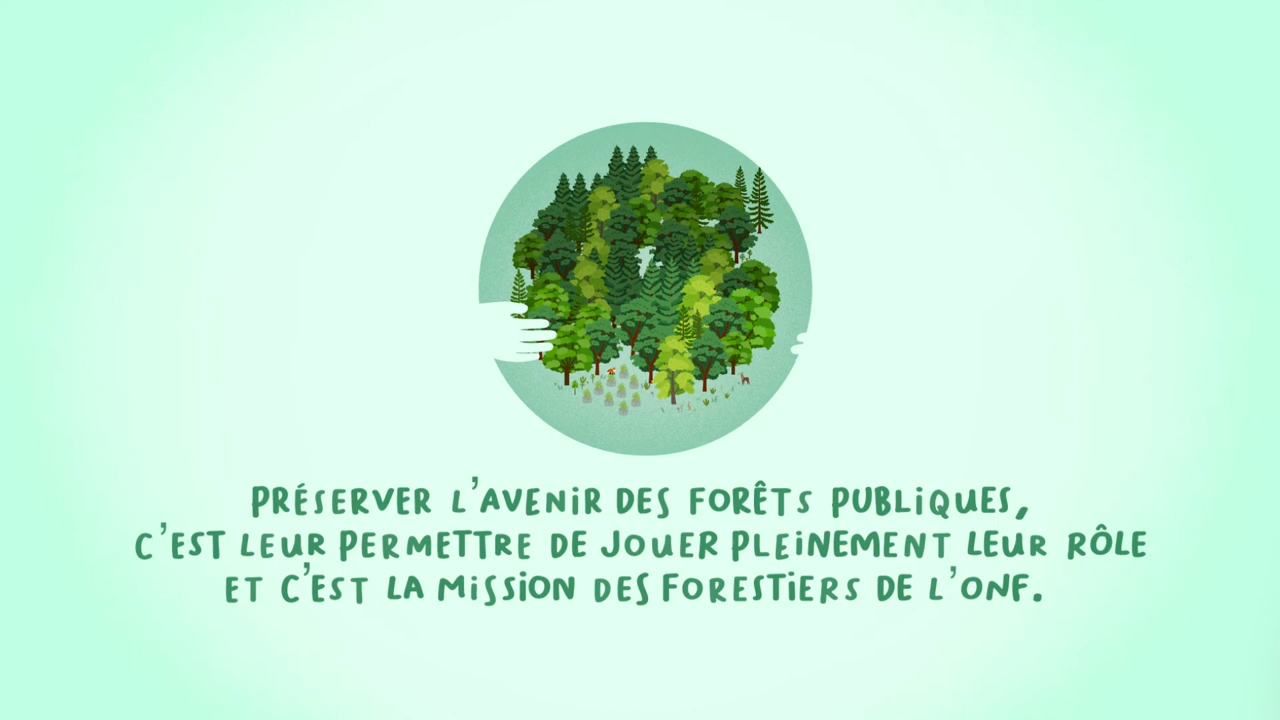 PRÉSERVER L'AVENIR DES FORÊTS PUBLIQUES,
C'EST LEUR PERMETTRE DE JOUER PLEINEMENT LEUR RÔLE
ET C'EST LA MISSION DES FORESTIERS DE L'ONF.